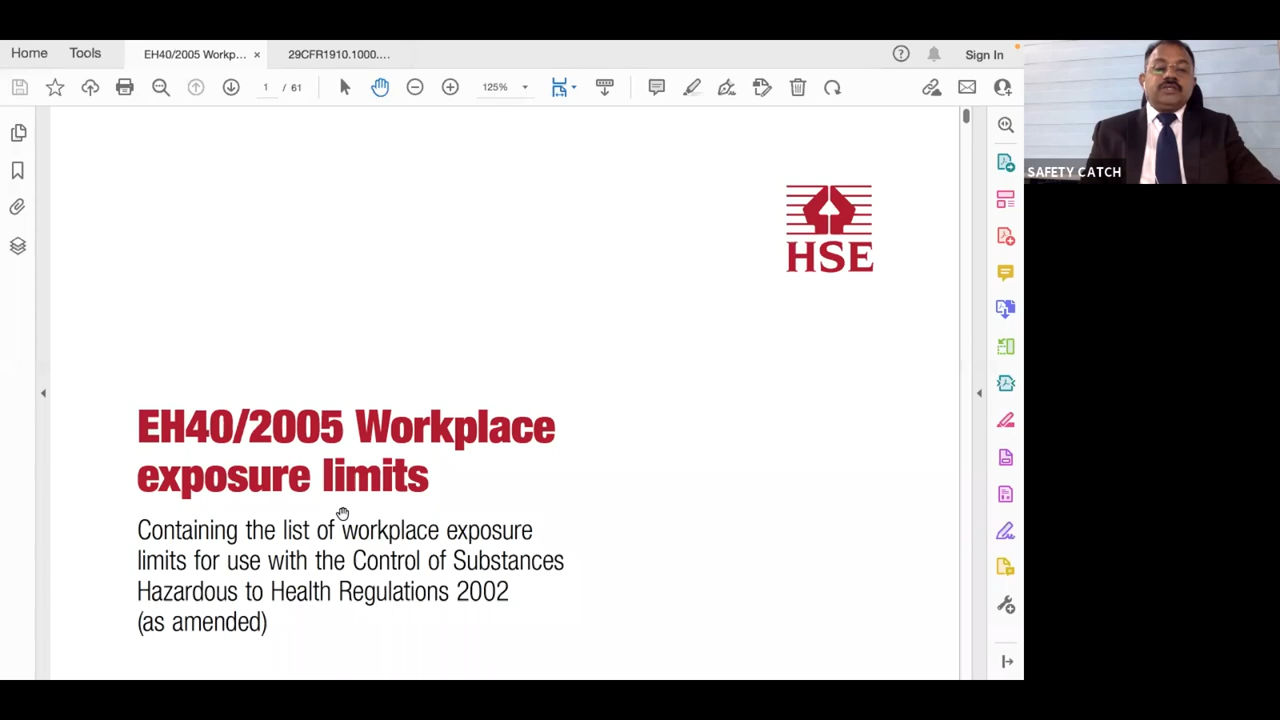 Home
Tools
EH40/2005 Workp...
×
29CFR1910.1000....
?
Sign In
1 / 61
125%
SAFETY CATCH
HSE
EH40/2005 Workplace
exposure limits
Containing the list of workplace exposure
limits for use with the Control of Substances
Hazardous to Health Regulations 2002
(as amended)